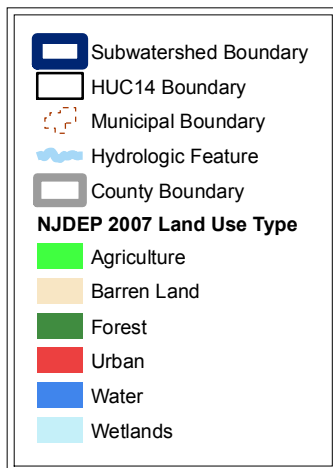 Subwatershed Boundary
HUC14 Boundary
Municipal Boundary
Hydrologic Feature
County Boundary
NJDEP 2007 Land Use Type
Agriculture
Barren Land
Forest
Urban
Water
Wetlands